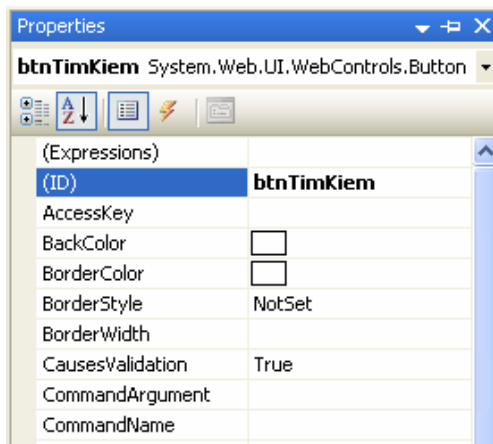 Properties
btnTimKiem System.Web.UI.WebControls.Button
A
Z
(Expressions)
(ID) btnTimKiem
AccessKey
BackColor
BorderColor
BorderStyle NotSet
BorderWidth
CausesValidation True
CommandArgument
CommandName